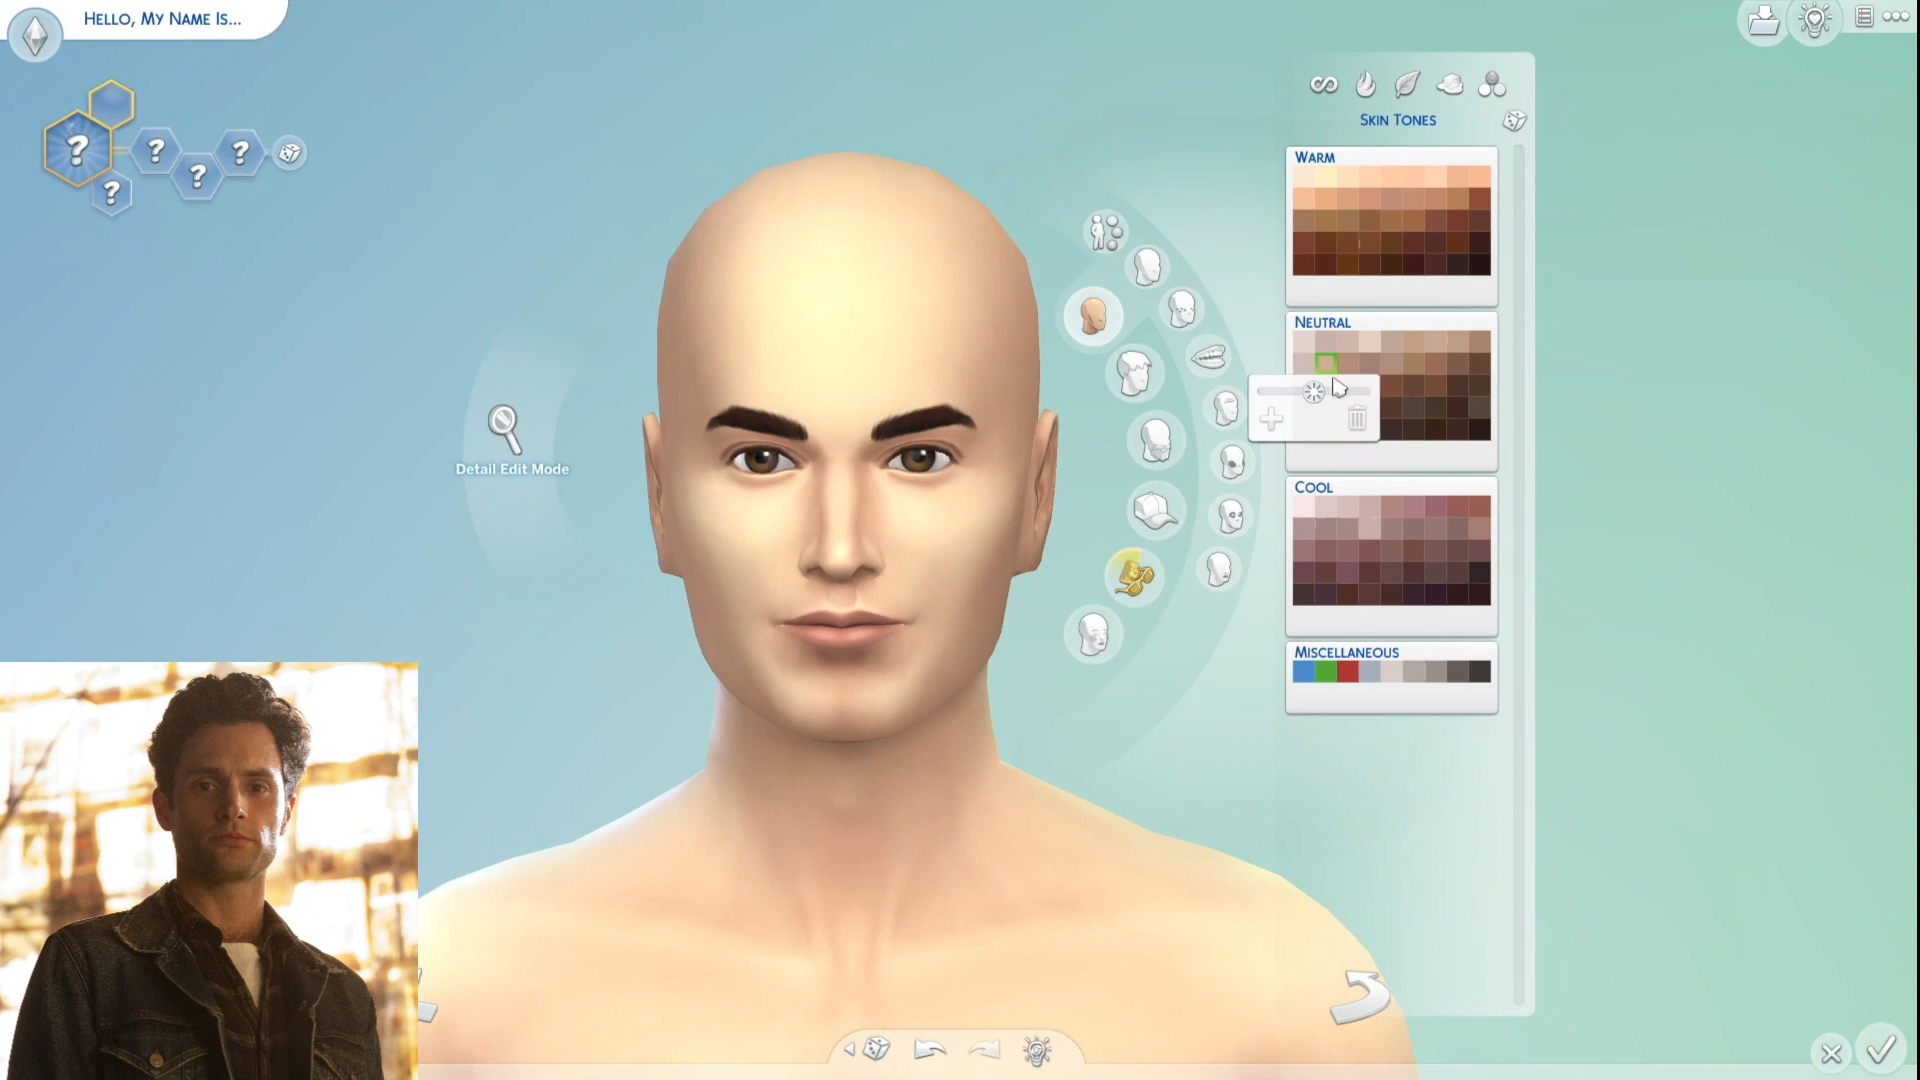 Hello, My Name Is...
Skin Tones
Warm
Neutral
Detail Edit Mode
Cool
Miscellaneous